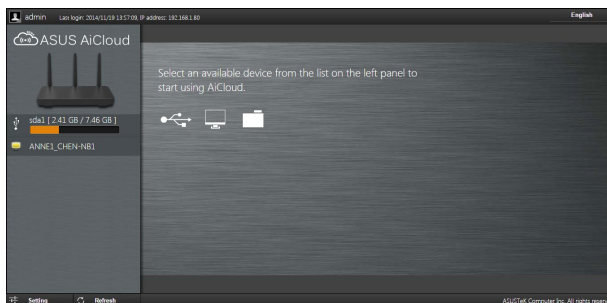 admin Last login: 2014/11/19 13:57:09, IP address: 192.168.1.80
English
ASUS AiCloud
Select an available device from the list on the left panel to
start using AiCloud.
sda1 [ 2.41 GB / 7.46 GB ]
ANNE1_CHEN-NB1
Setting Refresh
ASUSTeK Computer Inc. All rights reserv